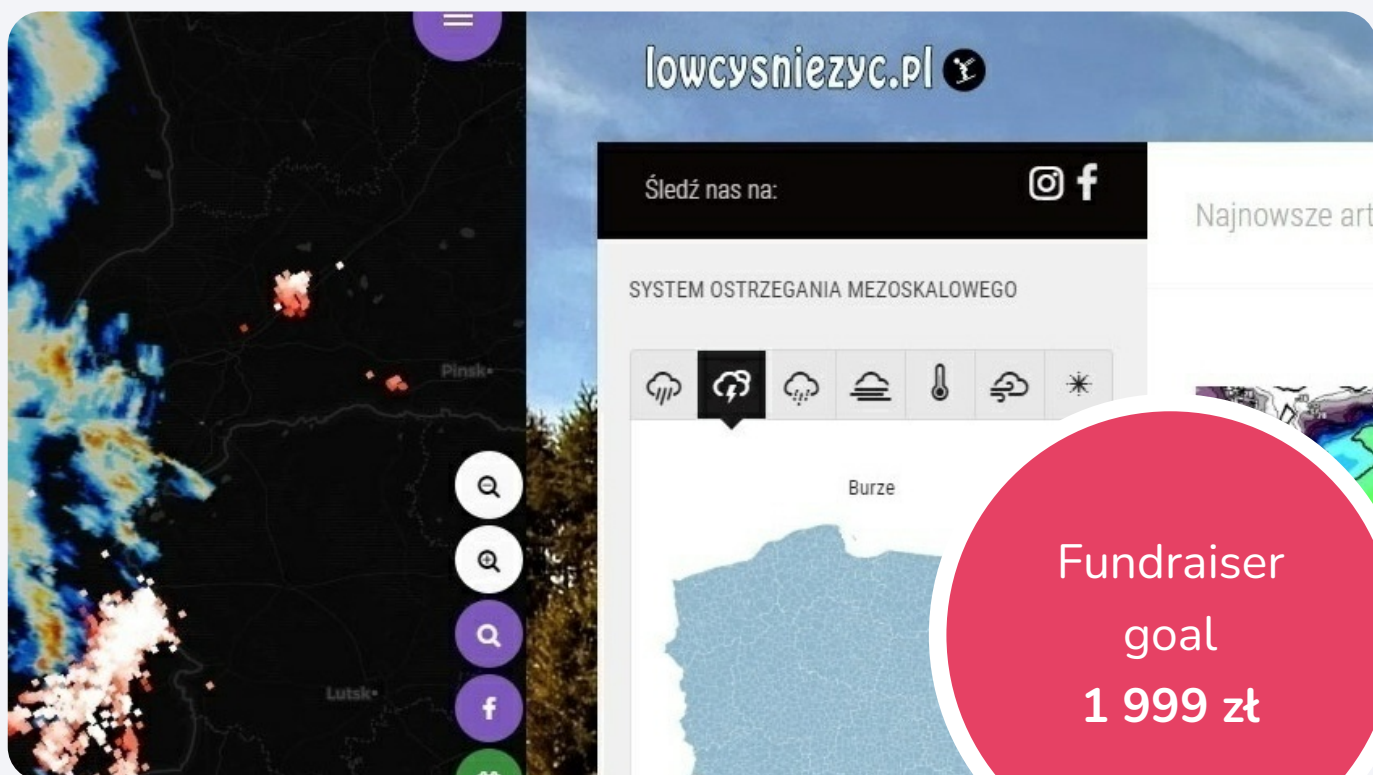 lowcysniezyc.pl
Śledź nas na:
Najnowsze art
SYSTEM OSTRZEGANIA MEZOSKALOWEGO
Pinsk
Burze
Lutsk
Fundraiser
goal
1 999 zł